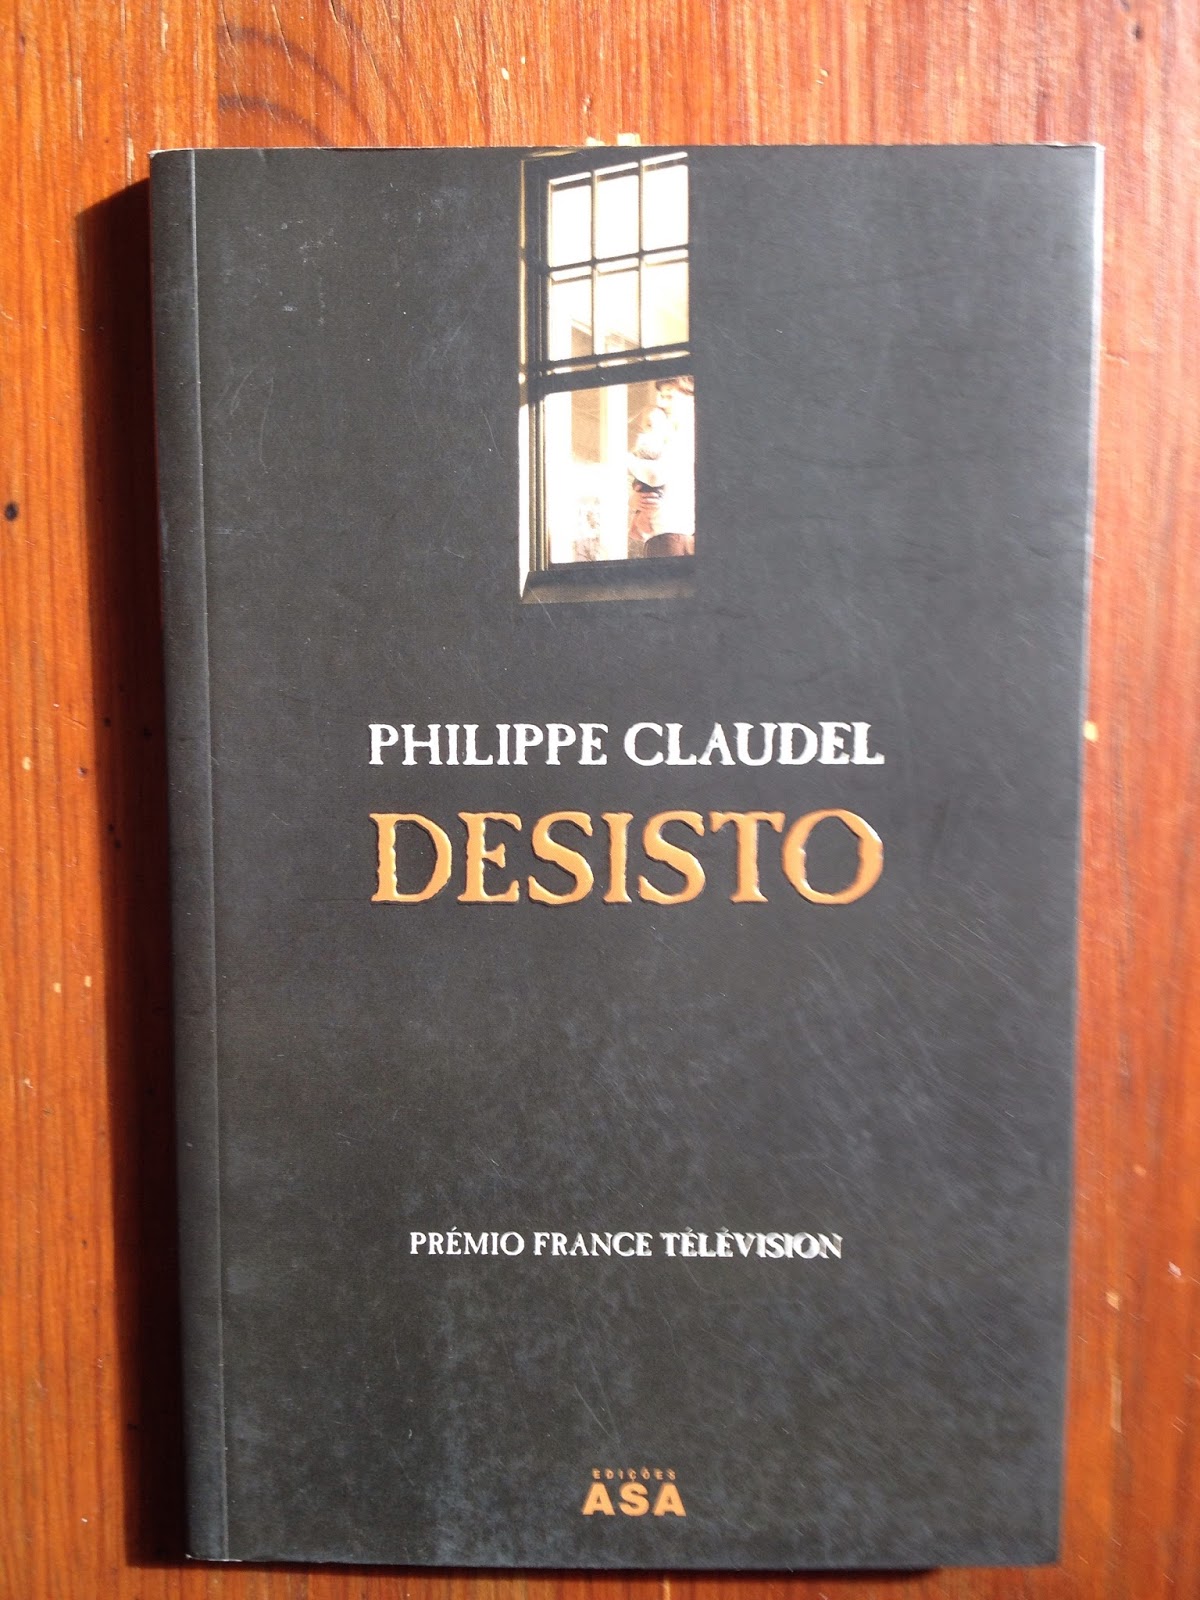 PHILIPPE CLAUDEL
DESISTO
PRÉMIO FRANCE TÉLÉVISION
EDIÇÕES
ASA